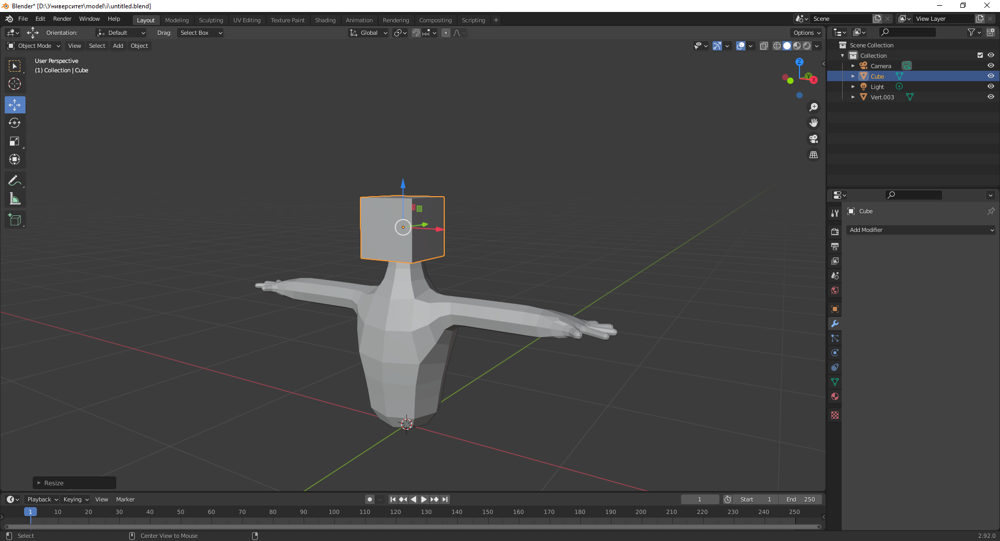 Blender* [D:\Университет\model\i\untitled.blend]
File Edit Render Window Help Layout Modeling Sculpting UV Editing Texture Paint Shading Animation Rendering Compositing Scripting + Scene View Layer
Orientation: Default Drag: Select Box Global Options
Object Mode View Select Add Object
User Perspective
(1) Collection | Cube
Z
Y
X
Scene Collection
Collection
Camera
Cube
Light
Vert.003
Cube
Add Modifier
Resize
Playback Keying View Marker 1 Start 1 End 250
1 10 20 30 40 50 60 70 80 90 100 110 120 130 140 150 160 170 180 190 200 210 220 230 240 250
Select Center View to Mouse 2.92.0